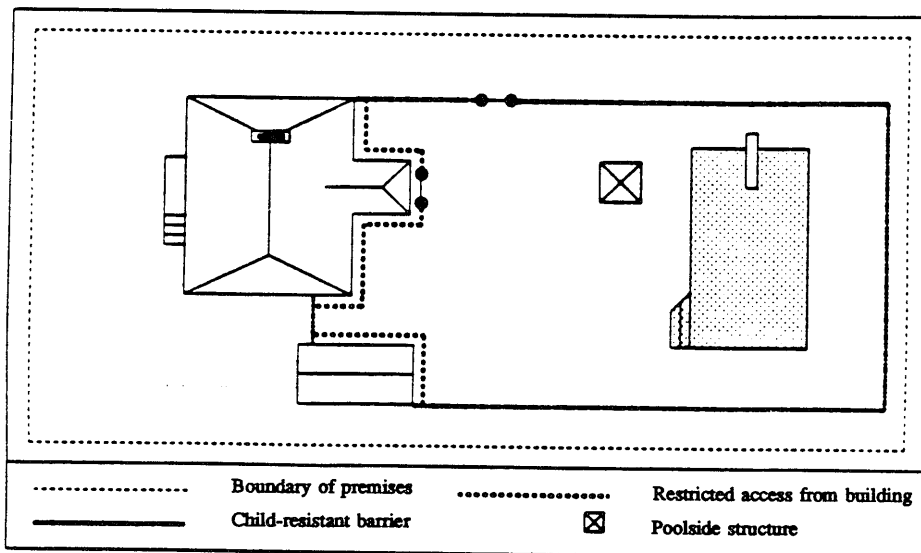 Boundary of premises
Restricted access from building
Child-resistant barrier
Poolside structure